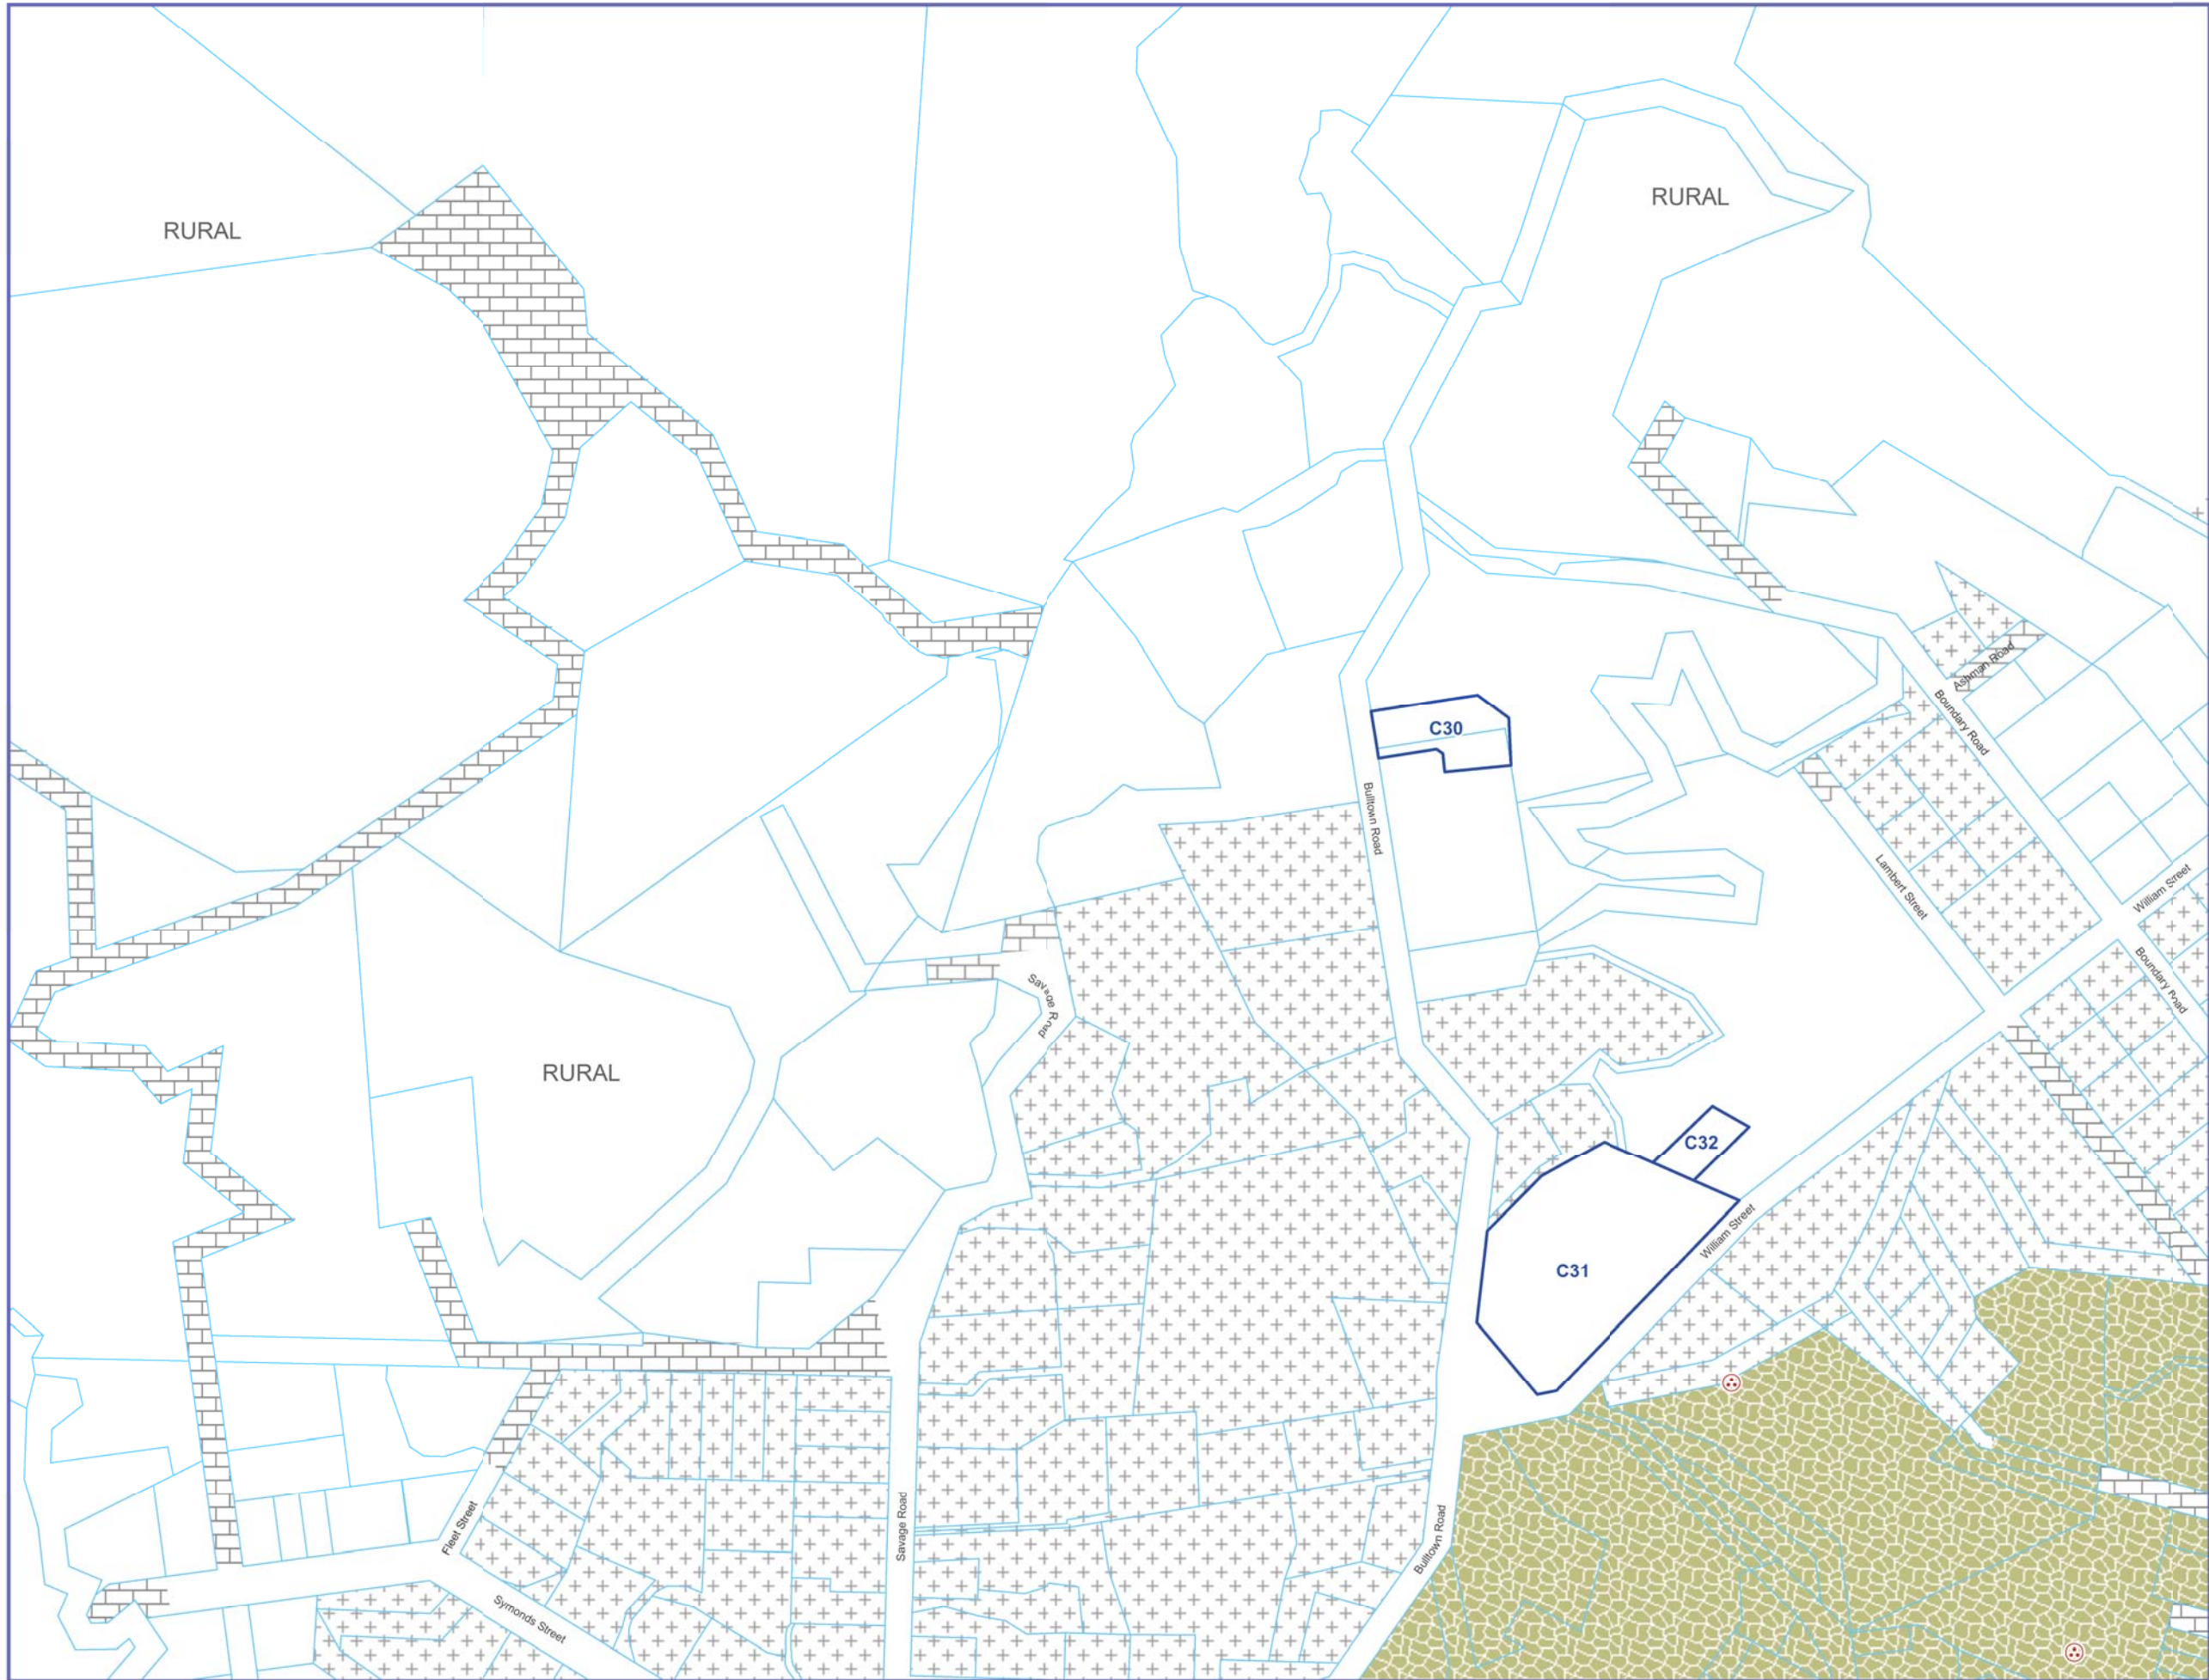 RURAL
RURAL
Ashman Road
Boundary Road
C30
Bulltown Road
Lambert Street
William Street
Boundary Road
Savage Road
RURAL
C32
William Street
C31
Fleet Street
Savage Road
Bulltown Road
Symonds Street